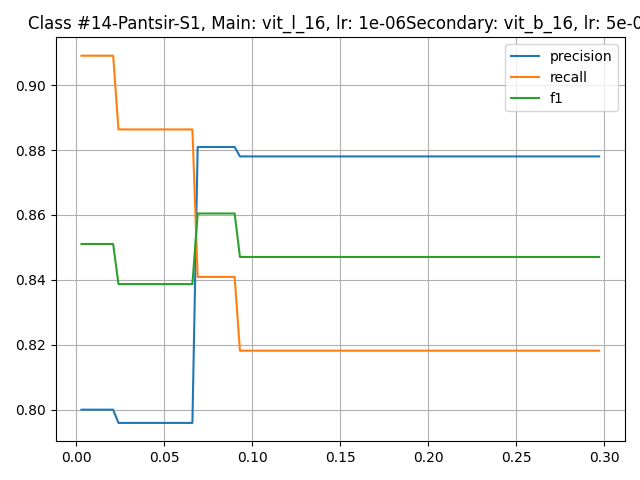 Class #14-Pantsir-S1, Main: vit_l_16, lr: 1e-06Secondary: vit_b_16, lr: 5e-0
precision
recall
f1
0.90
0.88
0.86
0.84
0.82
0.80
0.00 0.05 0.10 0.15 0.20 0.25 0.30